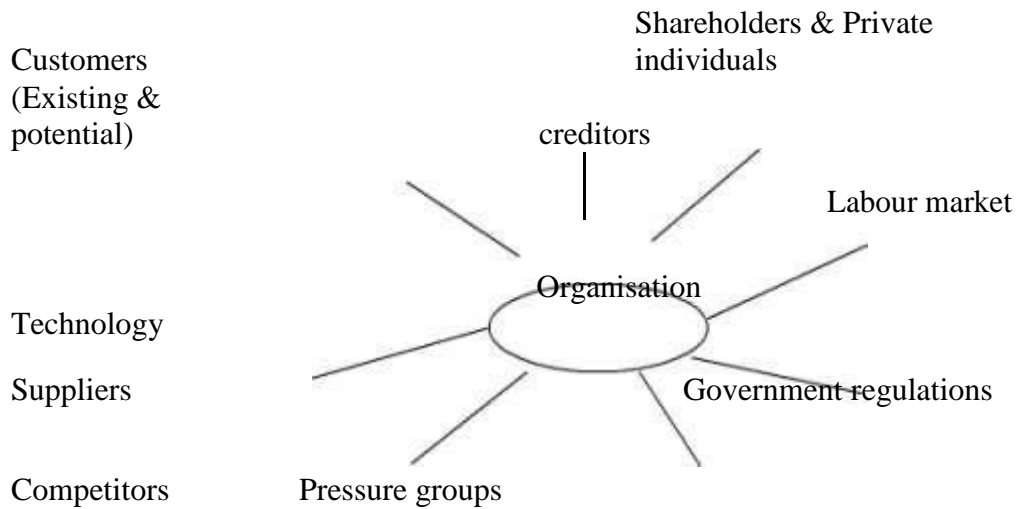 Shareholders & Private
individuals
Customers
(Existing &
potential)
creditors
Labour market
Organisation
Technology
Suppliers
Government regulations
Competitors
Pressure groups